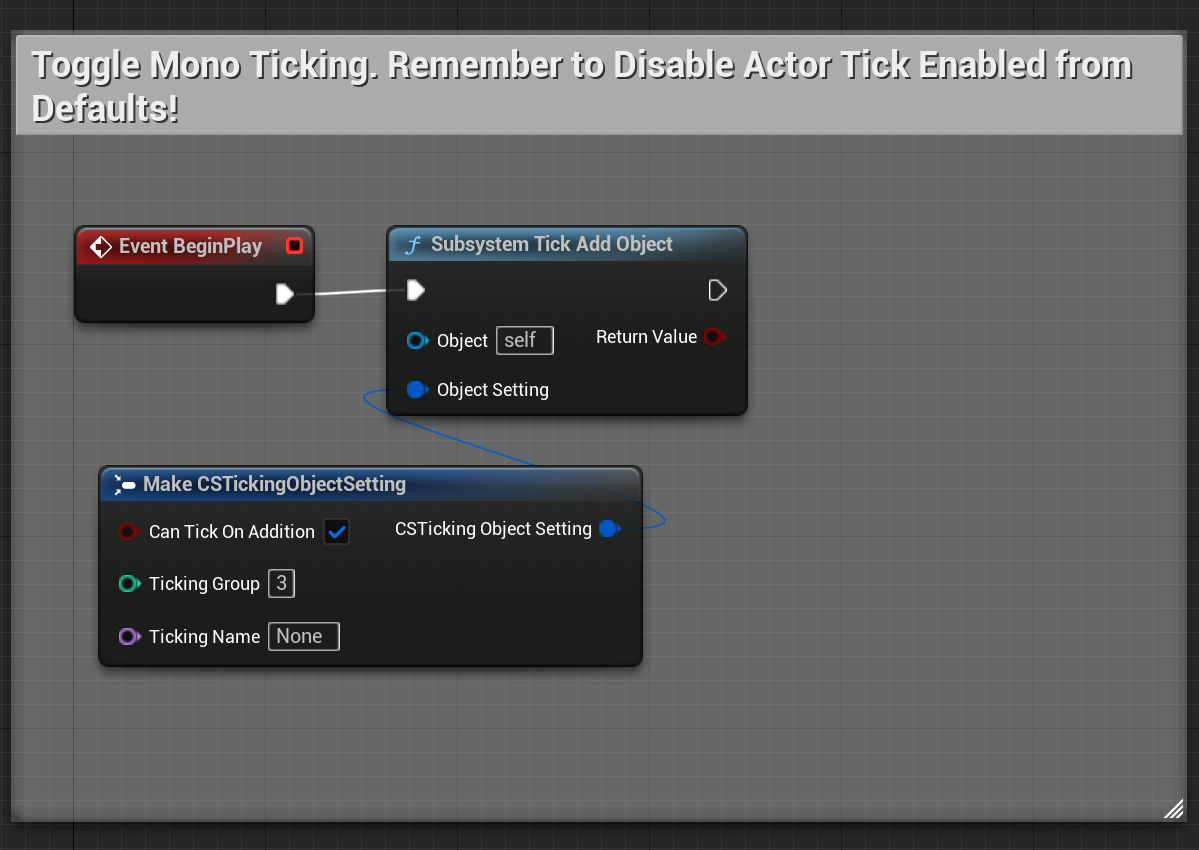 Toggle Mono Ticking. Remember to Disable Actor Tick Enabled from
Defaults!
Event BeginPlay
Subsystem Tick Add Object
Object self
Return Value
Object Setting
Make CSTickingObjectSetting
Can Tick On Addition
CSTicking Object Setting
Ticking Group 3
Ticking Name None